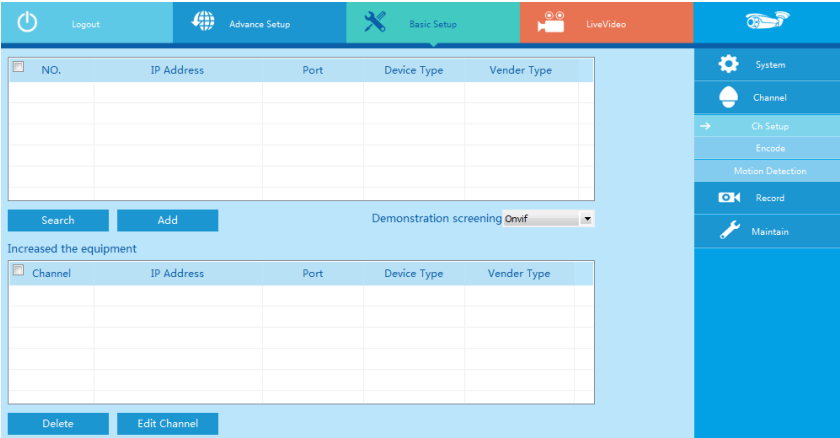 Logout Advance Setup Basic Setup LiveVideo
NO. IP Address Port Device Type Vender Type
System
Channel
Ch Setup
Encode
Motion Detection
Record
Maintain
Search Add Demonstration screening Onvif
Increased the equipment
Channel IP Address Port Device Type Vender Type
Delete Edit Channel